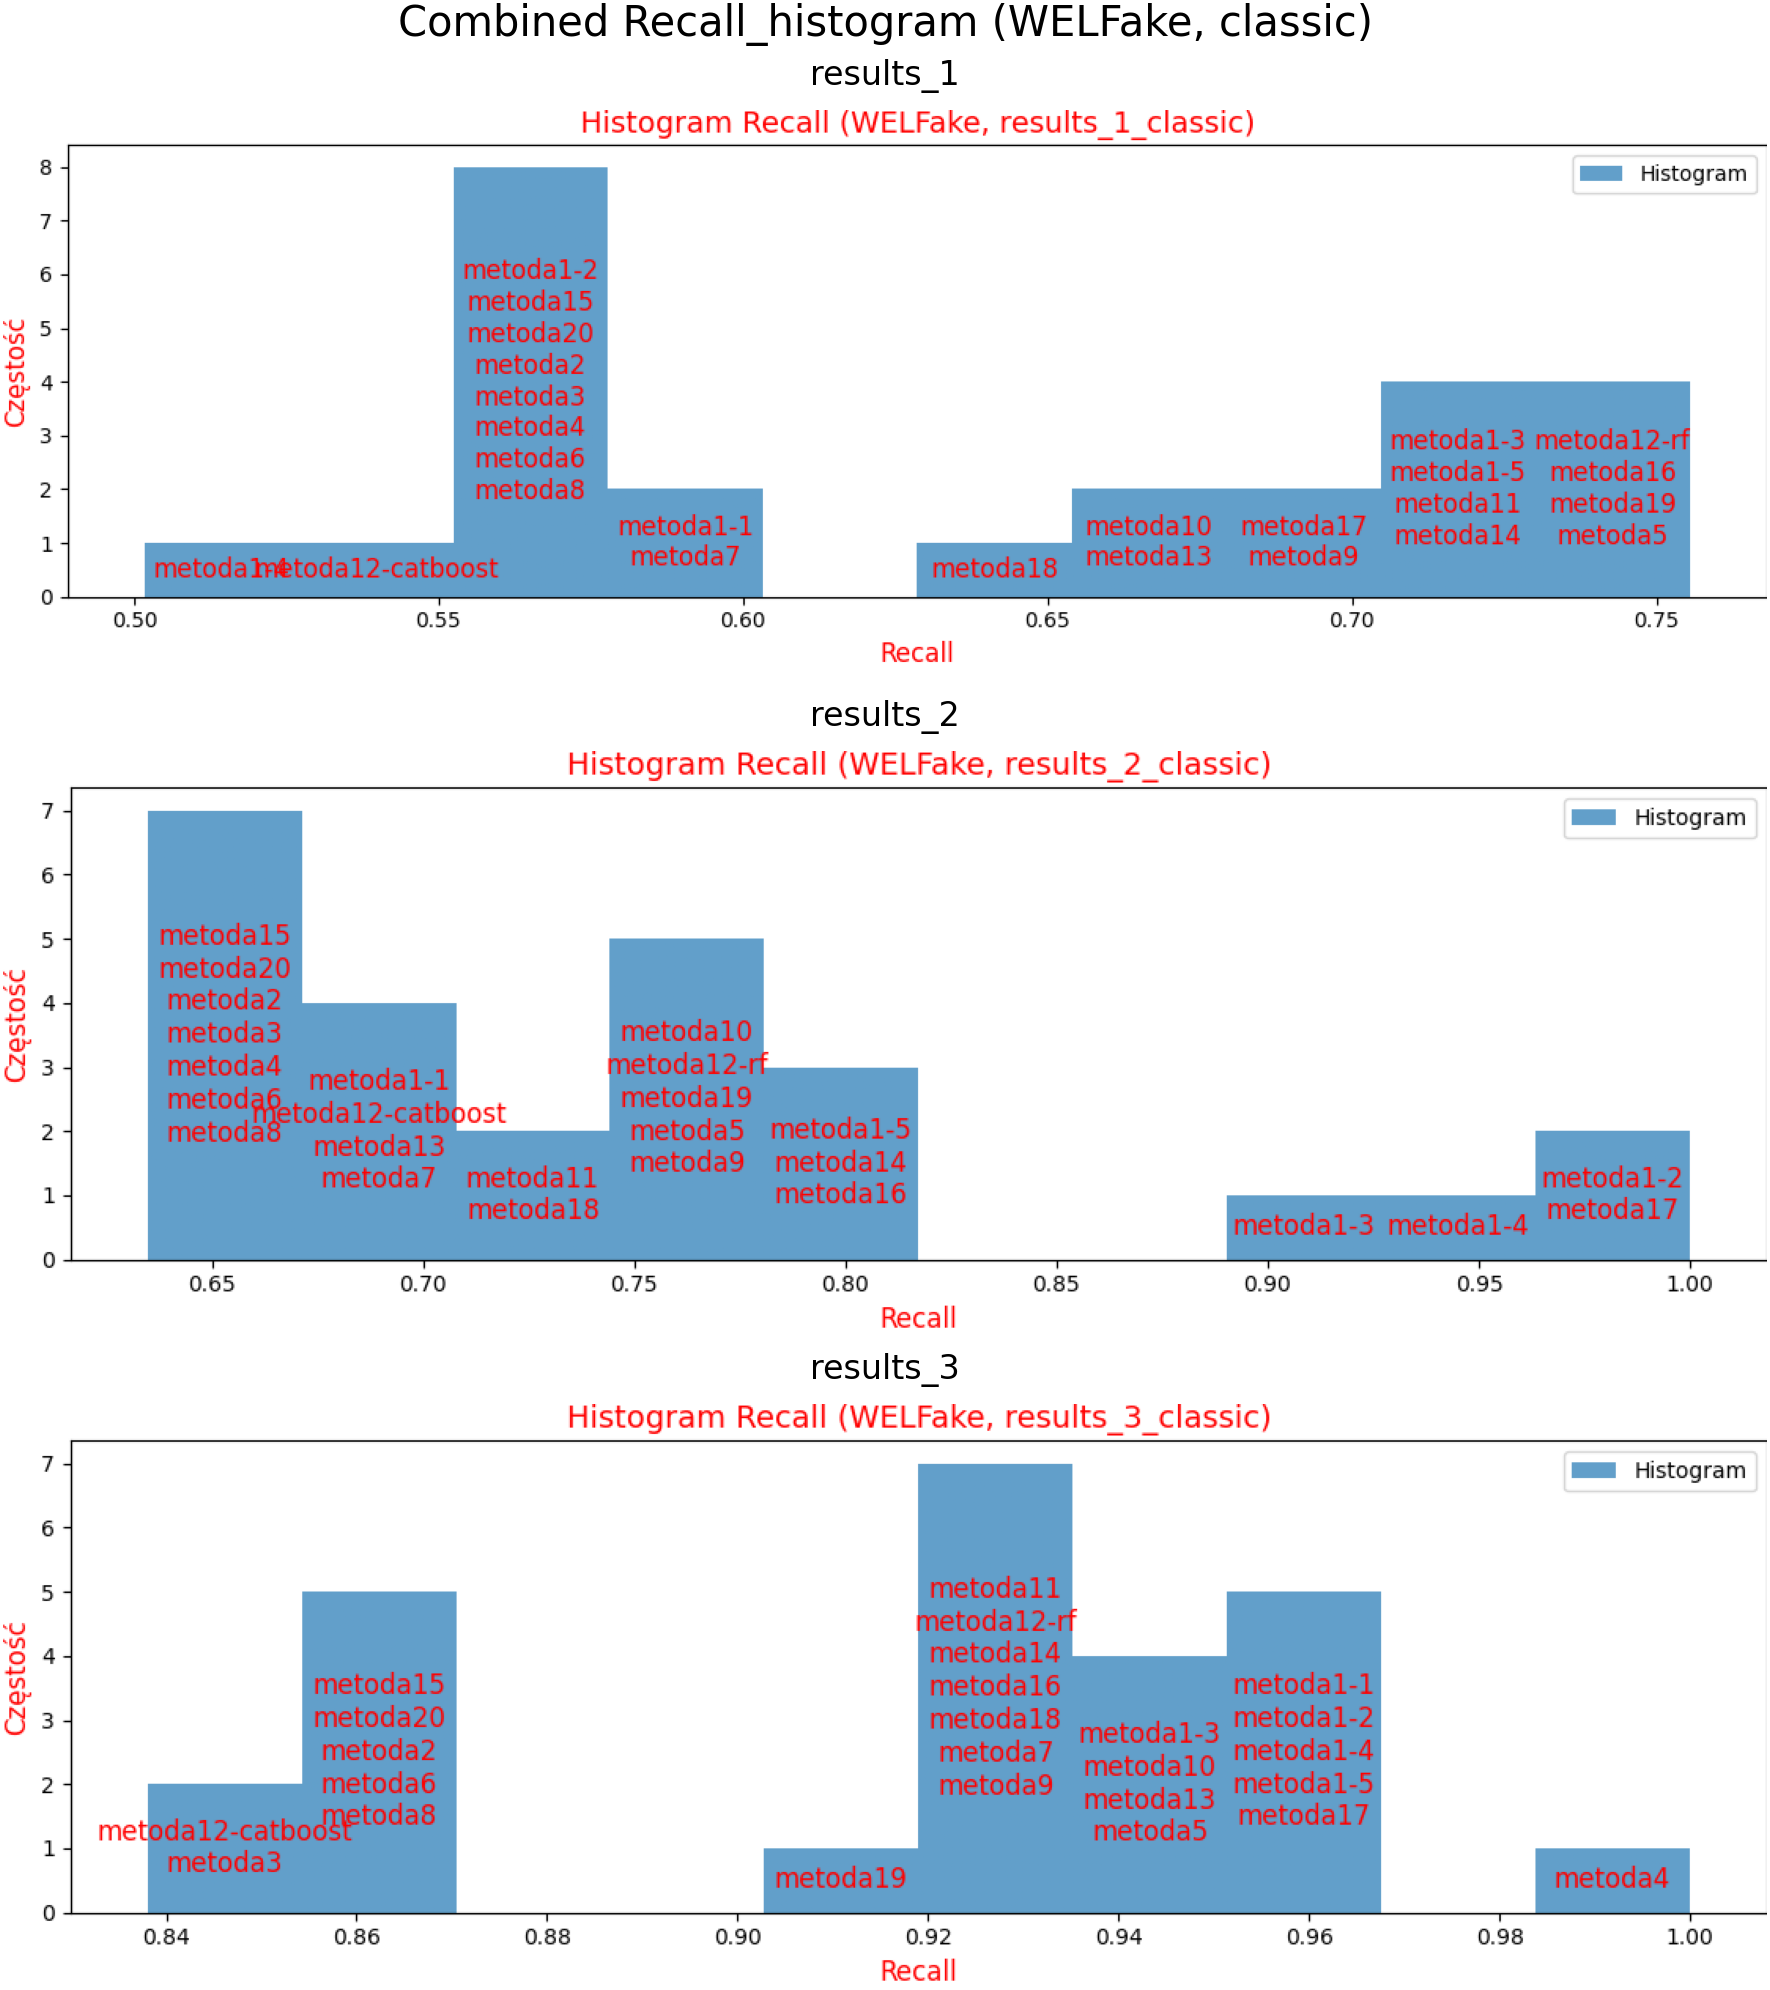 Combined Recall_histogram (WELFake, classic)
results_1
Histogram Recall (WELFake, results_1_classic)
Histogram
Częstość
8
7
6
5
4
3
2
1
0
metoda1-4
metoda12-catboost
metoda1-2
metoda15
metoda20
metoda2
metoda3
metoda4
metoda6
metoda8
metoda1-1
metoda7
metoda18
metoda10
metoda13
metoda17
metoda9
metoda1-3
metoda1-5
metoda11
metoda14
metoda12-rf
metoda16
metoda19
metoda5
0.50 0.55 0.60 0.65 0.70 0.75
Recall
results_2
Histogram Recall (WELFake, results_2_classic)
Histogram
Częstość
7
6
5
4
3
2
1
0
metoda15
metoda20
metoda2
metoda3
metoda4
metoda6
metoda8
metoda1-1
metoda12-catboost
metoda13
metoda7
metoda11
metoda18
metoda10
metoda12-rf
metoda19
metoda5
metoda9
metoda1-5
metoda14
metoda16
metoda1-3
metoda1-4
metoda1-2
metoda17
0.65 0.70 0.75 0.80 0.85 0.90 0.95 1.00
Recall
results_3
Histogram Recall (WELFake, results_3_classic)
Histogram
Częstość
7
6
5
4
3
2
1
0
metoda12-catboost
metoda3
metoda15
metoda20
metoda2
metoda6
metoda8
metoda19
metoda11
metoda12-rf
metoda14
metoda16
metoda18
metoda7
metoda9
metoda1-3
metoda10
metoda13
metoda5
metoda1-1
metoda1-2
metoda1-4
metoda1-5
metoda17
metoda4
0.84 0.86 0.88 0.90 0.92 0.94 0.96 0.98 1.00
Recall